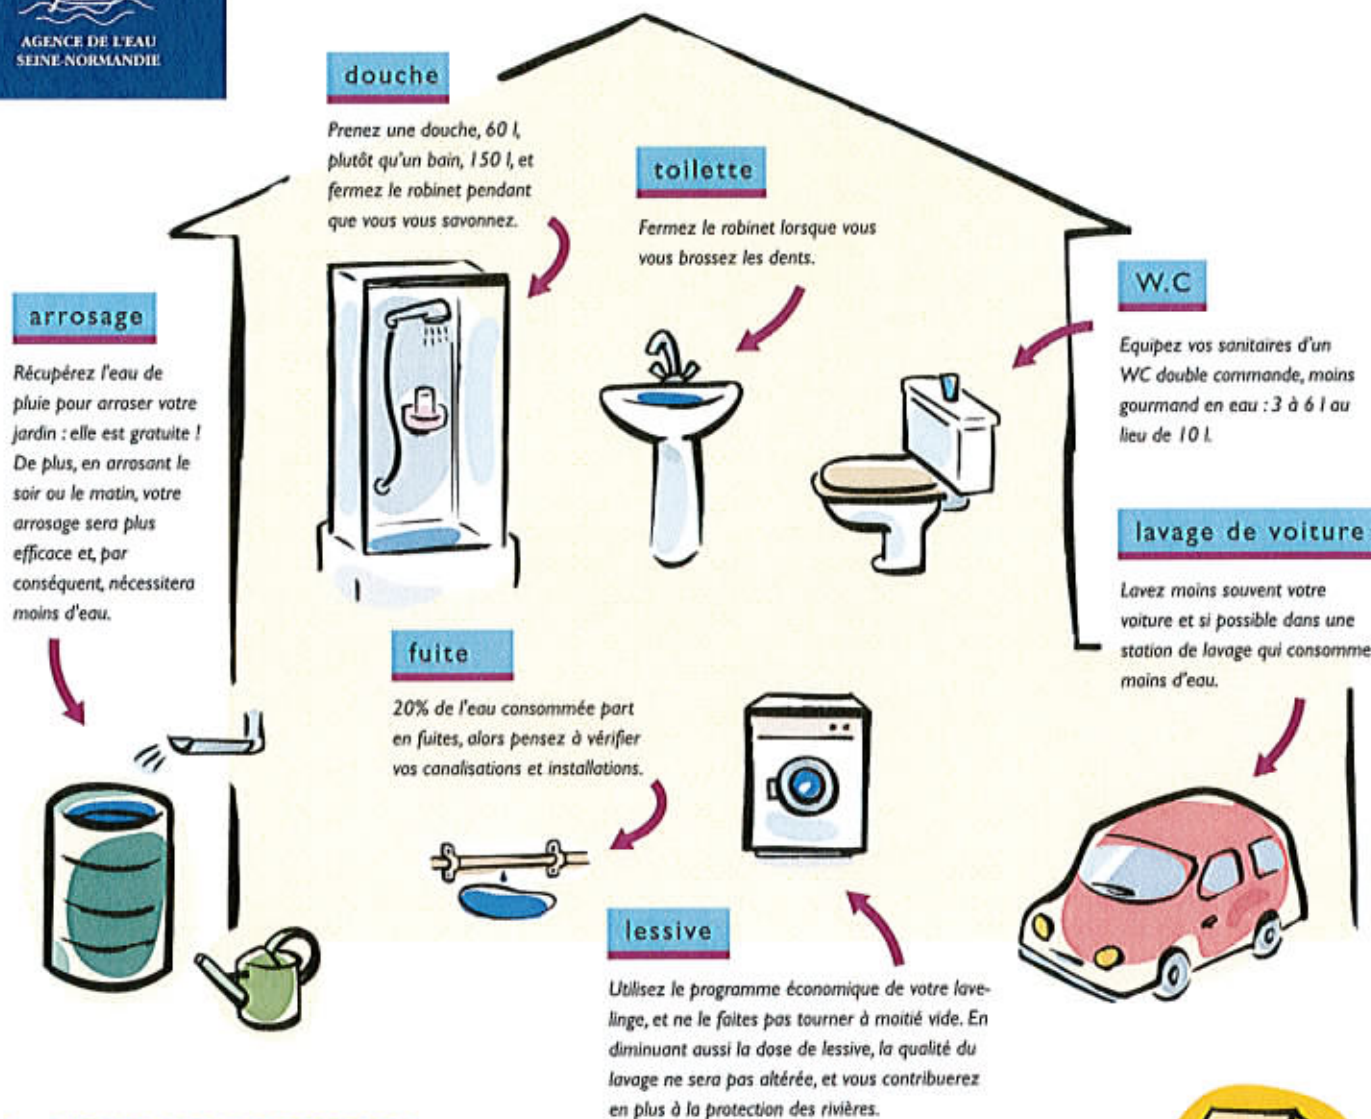 AGENCE DE L'EAU
SEINE-NORMANDIE
douche
Prenez une douche, 60 l,
plutôt qu'un bain, 150 l, et
fermez le robinet pendant
que vous vous savonnez.
toilette
Fermez le robinet lorsque vous
vous brossez les dents.
W.C
Equipez vos sanitaires d'un
WC double commande, moins
gourmand en eau : 3 à 6 l au
lieu de 10 l.
arrosage
Récupérez l'eau de
pluie pour arroser votre
jardin : elle est gratuite !
De plus, en arrosant le
soir ou le matin, votre
arrosage sera plus
efficace et, par
conséquent, nécessitera
moins d'eau.
lavage de voiture
Lavez moins souvent votre
voiture et si possible dans une
station de lavage qui consomme
moins d'eau.
fuite
20% de l'eau consommée part
en fuites, alors pensez à vérifier
vos canalisations et installations.
lessive
Utilisez le programme économique de votre lave-
linge, et ne le faites pas tourner à moitié vide. En
diminuant aussi la dose de lessive, la qualité du
lavage ne sera pas altérée, et vous contribuerez
en plus à la protection des rivières.